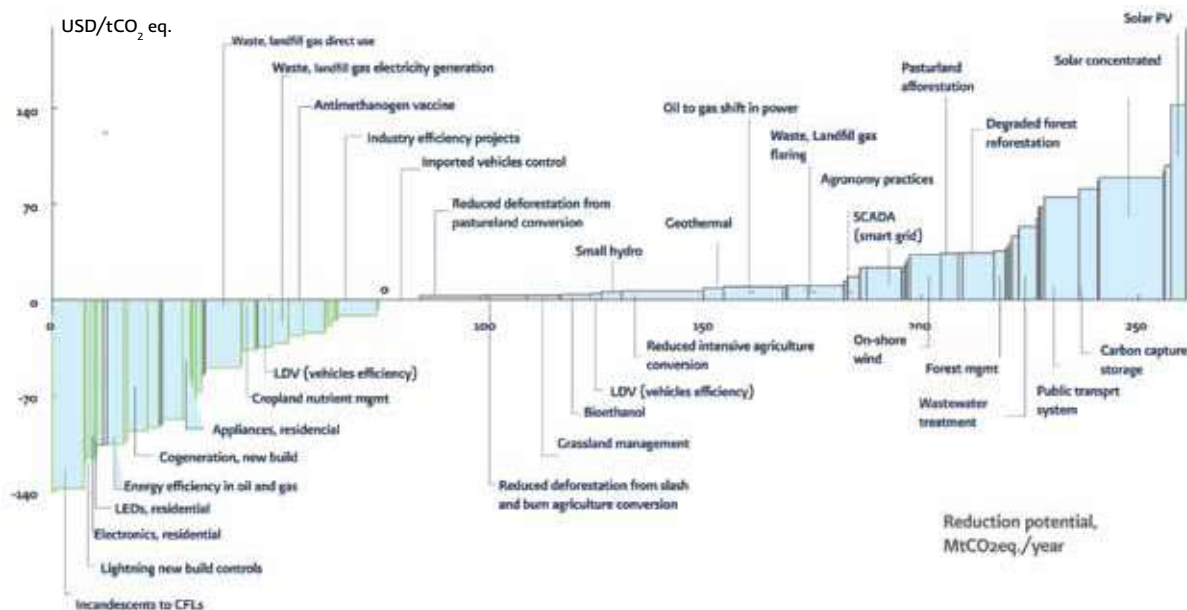 USD/tCO2 eq.
Solar PV
Waste, landfill gas direct use
Solar concentrated
Waste, landfill gas electricity generation
Pasturland
afforestation
Antimethanogen vaccine
Oil to gas shift in power
140
Degraded forest
reforestation
Industry efficiency projects
Waste, Landfill gas
flaring
Imported vehicles control
Agronomy practices
70
Reduced deforestation from
pastureland conversion
SCADA
(smart grid)
Geothermal
Small hydro
0
0
0
100
150
200
250
On-shore
wind
Reduced intensive agriculture
conversion
Carbon capture
storage
LDV (vehicles efficiency)
Forest mgmt
LDV (vehicles efficiency)
Public transprt
system
-70
Cropland nutrient mgmt
Wastewater
treatment
Bioethanol
Appliances, residencial
Grassland management
Cogeneration, new build
Energy efficiency in oil and gas
Reduced deforestation from slash
and burn agriculture conversion
-140
LEDs, residential
Reduction potential,
MtCO2eq./year
Electronics, residential
Lightning new build controls
Incandescents to CFLs